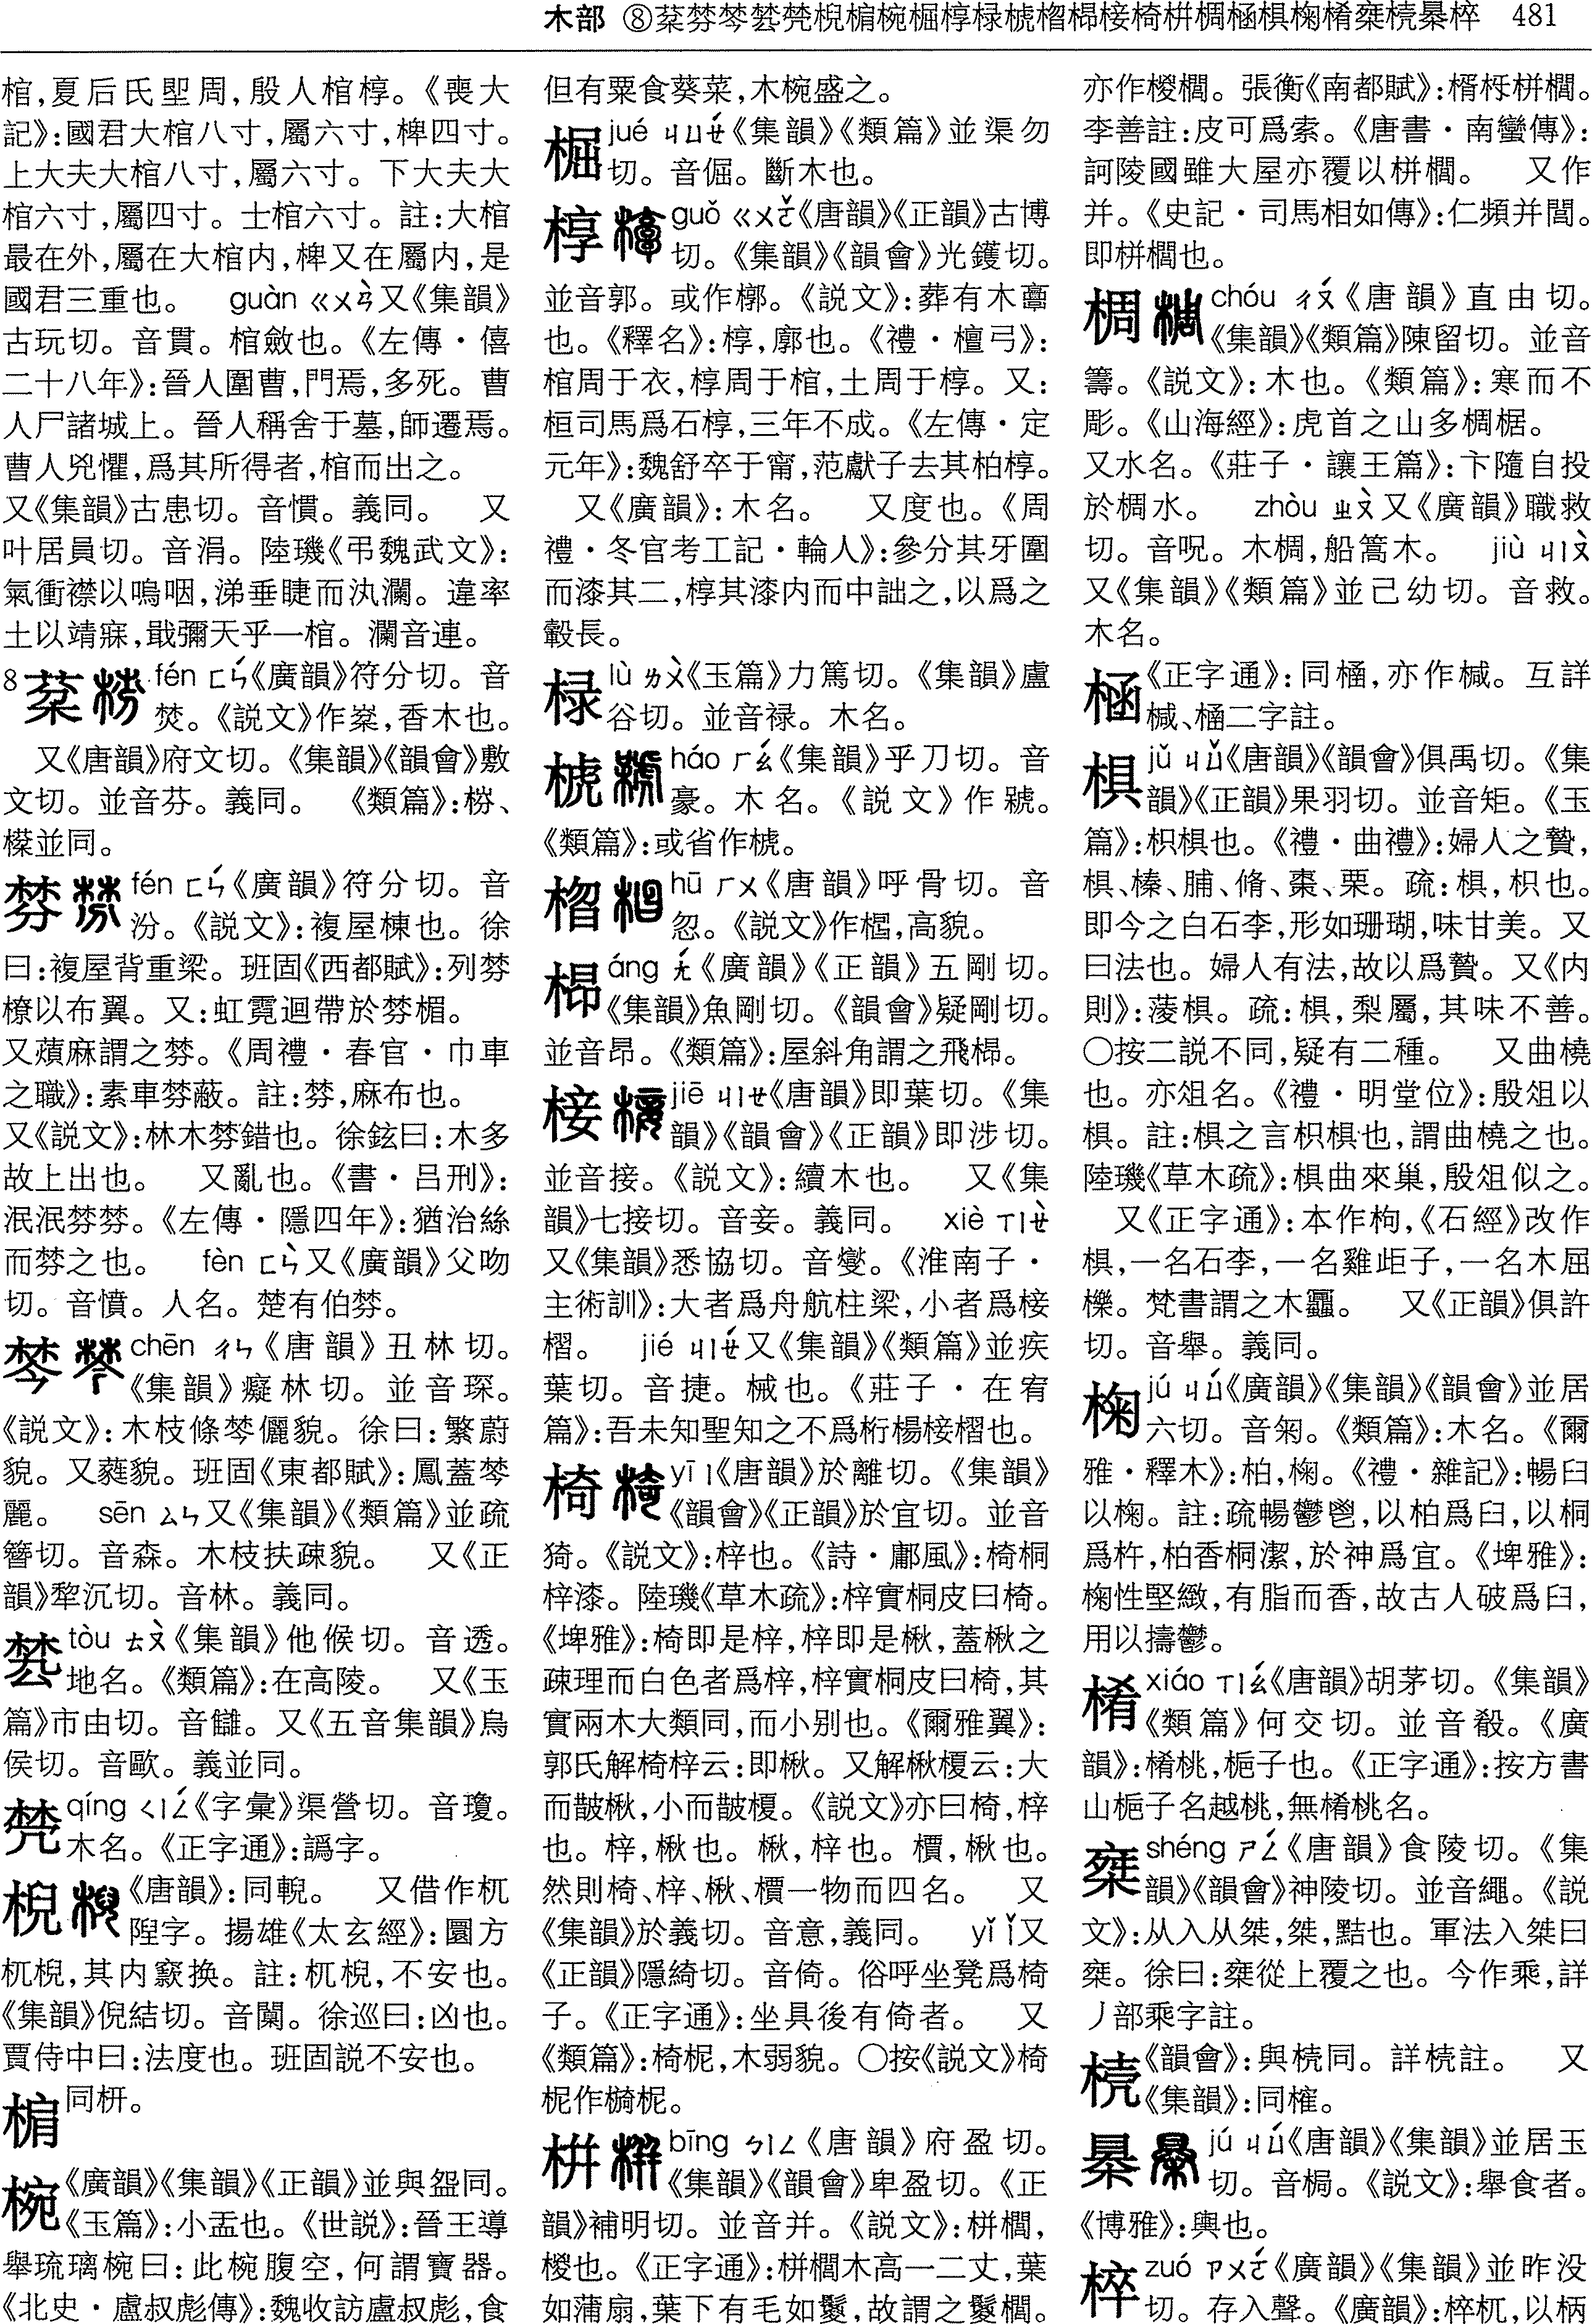 木部 ⑧棻棼棽𣒚梵棿椾椀棝椁椂㯫㮯枊椄椅栟椆㮀椇椈㮁椉㭿㮂椊 481
棺,夏后氏堲周,殷人棺椁。《喪大
記》:國君大棺八寸,屬六寸,椑四寸。
上大夫大棺八寸,屬六寸。下大夫大
棺六寸,屬四寸。士棺六寸。註:大棺
最在外,屬在大棺内,椑又在屬内,是
國君三重也。 guàn ㄍㄨㄢˋ又《集韻》
古玩切。音貫。棺斂也。《左傳·僖
二十八年》:晉人圍曹,門焉,多死。曹
人尸諸城上。晉人稱舍于墓,師遷焉。
曹人兇懼,爲其所得者,棺而出之。
又《集韻》古患切。音慣。義同。 又
叶居員切。音涓。陸璣《弔魏武文》:
氣衝襟以嗚咽,涕垂睫而汍瀾。違率
土以靖寐,戢彌天乎一棺。瀾音連。
8 棻 fén ㄈㄣˊ《廣韻》符分切。音
焚。《説文》作棻,香木也。
又《唐韻》府文切。《集韻》《韻會》敷
文切。並音芬。義同。 《類篇》:棥、
橠並同。
棼 fén ㄈㄣˊ《廣韻》符分切。音
汾。《説文》:複屋棟也。徐
曰:複屋背重梁。班固《西都賦》:列棼
橑以布翼。又:虹霓迴帶於棼楣。
又蕡麻謂之棼。《周禮·春官·巾車
之職》:素車棼蔽。註:棼,麻布也。
又《説文》:林木棼錯也。徐鉉曰:木多
故上出也。 又亂也。《書·吕刑》:
泯泯棼棼。《左傳·隱四年》:猶治絲
而棼之也。 fèn ㄈㄣˋ又《廣韻》父吻
切。音憤。人名。楚有伯棼。
棽 chēn ㄔㄣ《唐韻》丑林切。
《集韻》癡林切。並音琛。
《説文》:木枝條棽儷貌。徐曰:繁蔚
貌。又蕤貌。班固《東都賦》:鳳蓋棽
麗。 sēn ㄙㄣ又《集韻》《類篇》並疏
簪切。音森。木枝扶疎貌。 又《正
韻》犂沉切。音林。義同。
tòu ㄊㄡˋ《集韻》他候切。音透。
地名。《類篇》:在高陵。 又《玉
篇》市由切。音讎。又《五音集韻》烏
侯切。音歐。義並同。
qíng ㄑㄧㄥˊ《字彙》渠營切。音瓊。
木名。《正字通》:譌字。
棿 《唐韻》:同輗。 又借作杌
隉字。揚雄《太玄經》:圜方
杌棿,其内窾换。註:杌棿,不安也。
《集韻》倪結切。音闑。徐巡曰:凶也。
賈侍中曰:法度也。班固説不安也。
同枅。
椀 《廣韻》《集韻》《正韻》並與盌同。
《玉篇》:小盂也。《世説》:晉王導
舉琉璃椀曰:此椀腹空,何謂寶器。
《北史·盧叔彪傳》:魏收訪盧叔彪,食
但有粟食葵菜,木椀盛之。
jué ㄐㄩㄝˊ《集韻》《類篇》並渠勿
切。音倔。斷木也。
椁 guǒ ㄍㄨㄛˇ《唐韻》《正韻》古博
切。《集韻》《韻會》光鑊切。
並音郭。或作槨。《説文》:葬有木𩫏
也。《釋名》:椁,廓也。《禮·檀弓》:
棺周于衣,椁周于棺,土周于椁。又:
桓司馬爲石椁,三年不成。《左傳·定
元年》:魏舒卒于甯,范獻子去其柏椁。
又《廣韻》:木名。 又度也。《周
禮·冬官考工記·輪人》:參分其牙圍
而漆其二,椁其漆内而中詘之,以爲之
轂長。
椂 lù ㄌㄨˋ《玉篇》力篤切。《集韻》盧
谷切。並音禄。木名。
háo ㄏㄠˊ《集韻》乎刀切。音
豪。木名。《説文》作號。
《類篇》:或省作㯫。
hū ㄏㄨ《唐韻》呼骨切。音
忽。《説文》作榾,高貌。
áng ㄤˊ《廣韻》《正韻》五剛切。
《集韻》魚剛切。《韻會》疑剛切。
並音昂。《類篇》:屋斜角謂之飛棉。
椄 jiē ㄐㄧㄝ《唐韻》即葉切。《集
韻》《韻會》《正韻》即涉切。
並音接。《説文》:續木也。 又《集
韻》七接切。音妾。義同。 xiè ㄒㄧㄝˋ
又《集韻》悉協切。音燮。《淮南子·
主術訓》:大者爲舟航柱梁,小者爲椄
槢。 jié ㄐㄧㄝˊ又《集韻》《類篇》並疾
葉切。音捷。械也。《莊子·在宥
篇》:吾未知聖知之不爲桁楊椄槢也。
椅 yī ㄧ《唐韻》於離切。《集韻》
《韻會》《正韻》於宜切。並音
猗。《説文》:梓也。《詩·鄘風》:椅桐
梓漆。陸璣《草木疏》:梓實桐皮曰椅。
《埤雅》:椅即是梓,梓即是楸,蓋楸之
疎理而白色者爲梓,梓實桐皮曰椅,其
實兩木大類同,而小别也。《爾雅翼》:
郭氏解椅梓云:即楸。又解楸榎云:大
而皵楸,小而皵榎。《説文》亦曰椅,梓
也。梓,楸也。楸,梓也。檟,楸也。
然則椅、梓、楸、檟一物而四名。 又
《集韻》於義切。音意,義同。 yǐ ㄧˇ又
《正韻》隱綺切。音倚。俗呼坐凳爲椅
子。《正字通》:坐具後有倚者。 又
《類篇》:椅柅,木弱貌。○按《説文》椅
柅作檹柅。
栟 bīng ㄅㄧㄥ《唐韻》府盈切。
《集韻》《韻會》卑盈切。《正
韻》補明切。並音并。《説文》:栟櫚,
椶也。《正字通》:栟櫚木高一二丈,葉
如蒲扇,葉下有毛如鬉,故謂之鬉櫚。
亦作椶櫚。張衡《南都賦》:楈枒栟櫚。
李善註:皮可爲索。《唐書·南蠻傳》:
訶陵國雖大屋亦覆以栟櫚。 又作
并。《史記·司馬相如傳》:仁頻并閭。
即栟櫚也。
椆 chóu ㄔㄡˊ《唐韻》直由切。
《集韻》《類篇》陳留切。並音
籌。《説文》:木也。《類篇》:寒而不
彫。《山海經》:虎首之山多椆椐。
又水名。《莊子·讓王篇》:卞隨自投
於椆水。 zhòu ㄓㄡˋ又《廣韻》職救
切。音呪。木椆,船篙木。 jiù ㄐㄧㄡˋ
又《集韻》《類篇》並己幼切。音救。
木名。
㮀 《正字通》:同㮭,亦作椷。互詳
椷、㮭二字註。
椇 jǔ ㄐㄩˇ《唐韻》《韻會》俱禹切。《集
韻》《正韻》果羽切。並音矩。《玉
篇》:枳椇也。《禮·曲禮》:婦人之贄,
椇、榛、脯、脩、棗、栗。疏:椇,枳也。
即今之白石李,形如珊瑚,味甘美。又
曰法也。婦人有法,故以爲贄。又《内
則》:蔆椇。疏:椇,梨屬,其味不善。
○按二説不同,疑有二種。 又曲橈
也。亦俎名。《禮·明堂位》:殷俎以
椇。註:椇之言枳椇也,謂曲橈之也。
陸璣《草木疏》:椇曲來巢,殷俎似之。
又《正字通》:本作枸,《石經》改作
椇,一名石李,一名雞距子,一名木屈
櫟。梵書謂之木蠶。 又《正韻》俱許
切。音舉。義同。
椈 jú ㄐㄩˊ《廣韻》《集韻》《韻會》並居
六切。音匊。《類篇》:木名。《爾
雅·釋木》:柏,椈。《禮·雜記》:暢臼
以椈。註:疏暢鬱鬯,以柏爲臼,以桐
爲杵,柏香桐潔,於神爲宜。《埤雅》:
椈性堅緻,有脂而香,故古人破爲臼,
用以擣鬱。
㮁 xiáo ㄒㄧㄠˊ《唐韻》胡茅切。《集韻》
《類篇》何交切。並音殽。《廣
韻》:㮁桃,梔子也。《正字通》:按方書
山梔子名越桃,無㮁桃名。
椉 shéng ㄕㄥˊ《唐韻》食陵切。《集
韻》《韻會》神陵切。並音繩。《説
文》:从入从桀,桀,黠也。軍法入桀曰
椉。徐曰:椉從上覆之也。今作乘,詳
丿部乘字註。
《韻會》:與㮂同。詳㮂註。 又
《集韻》:同榷。
jú ㄐㄩˊ《唐韻》《集韻》並居玉
切。音梮。《説文》:舉食者。
《博雅》:輿也。
椊 zuó ㄗㄨㄛˊ《廣韻》《集韻》並昨没
切。存入聲。《廣韻》:椊杌,以柄